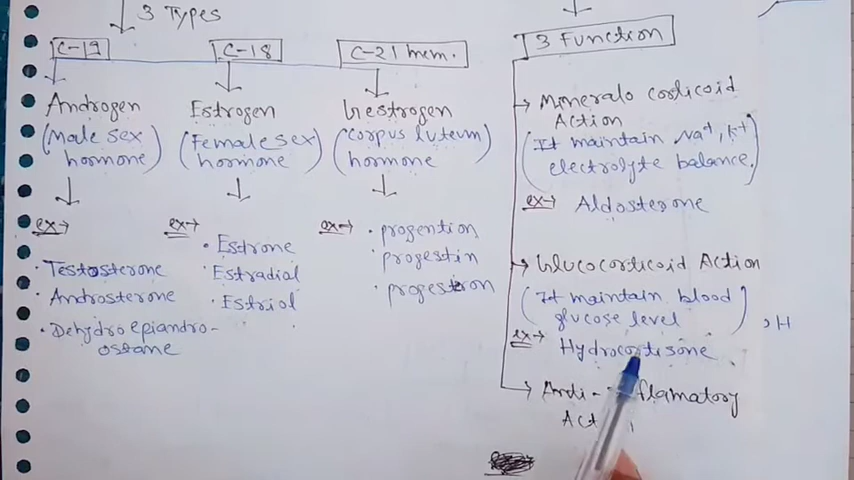 3 Types
C-19
Androgen
(Male sex
hormone)
ex→
• Testosterone
• Androsterone
• Dehydroepiandro-
ostane
C-18
Estrogen
(Female sex
hormone)
ex→
• Estrone
• Estradial
• Estriol
C-21 mem.
Gestrogen
(Corpus luteum)
hormone
ex→
• progention
• progestin
• progesteron
3 Function
Mineralo corticoid
Action
(It maintain Na+, K+
electrolyte balance.)
ex→ Aldosterone
Glucocorticoid Action
(It maintain blood
glucose level)
ex→
Hydrocortisone
OH
Anti-